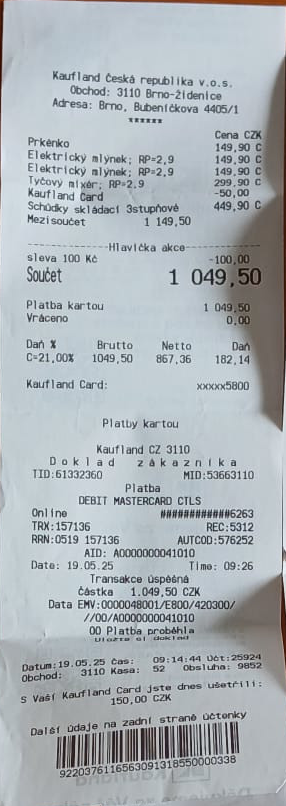 Kaufland Česká republika v.o.s.
Obchod: 3110 Brno-Židenice
Adresa: Brno, Bubeníčkova 4405/1
******
Cena CZK
Prkénko 149,90 C
Elektrický mlýnek; RP=2,9 149,90 C
Elektrický mlýnek; RP=2,9 149,90 C
Tyčový mixér; RP=2,9 299,90 C
Kaufland Card -50,00
Schůdky skládací 3stupňové 449,90 C
Mezisoučet 1 149,50
Hlavička akce
sleva 100 Kč -100,00
Součet 1 049,50
Platba kartou 1 049,50
Vráceno 0,00
Daň % Brutto Netto Daň
C=21,00% 1049,50 867,36 182,14
Kaufland Card: xxxxx5800
Platby kartou
Kaufland CZ 3110
Doklad zákazníka
TID:61332360 MID:53663110
Platba
DEBIT MASTERCARD CTLS
Online ############6263
TRX:157136 REC:5312
RRN:0519 157136 AUTCOD:576252
AID: A0000000041010
Date: 19.05.25 Time: 09:26
Transakce úspěšná
Částka 1.049,50 CZK
Data EMV:0000048001/E800/420300/
//00/A0000000041010
00 Platba proběhla
Uložte si doklad
Datum:19.05.25 Čas: 09:14:44 Účt:25924
Obchod: 3110 Kasa: 52 Obsluha: 9852
S Vaší Kaufland Card jste dnes ušetřili:
150,00 CZK
Další údaje na zadní straně účtenky
9220376116563091318550000338